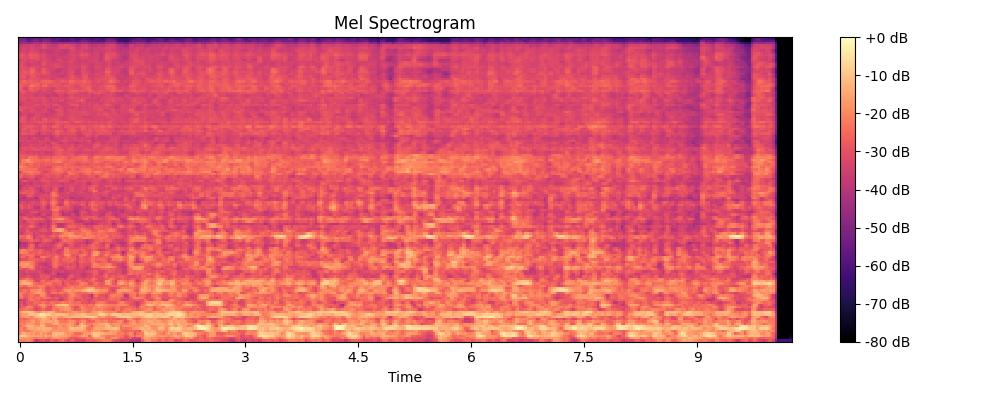 Mel Spectrogram
+0 dB
-10 dB
-20 dB
-30 dB
-40 dB
-50 dB
-60 dB
-70 dB
-80 dB
0 1.5 3 4.5 6 7.5 9
Time